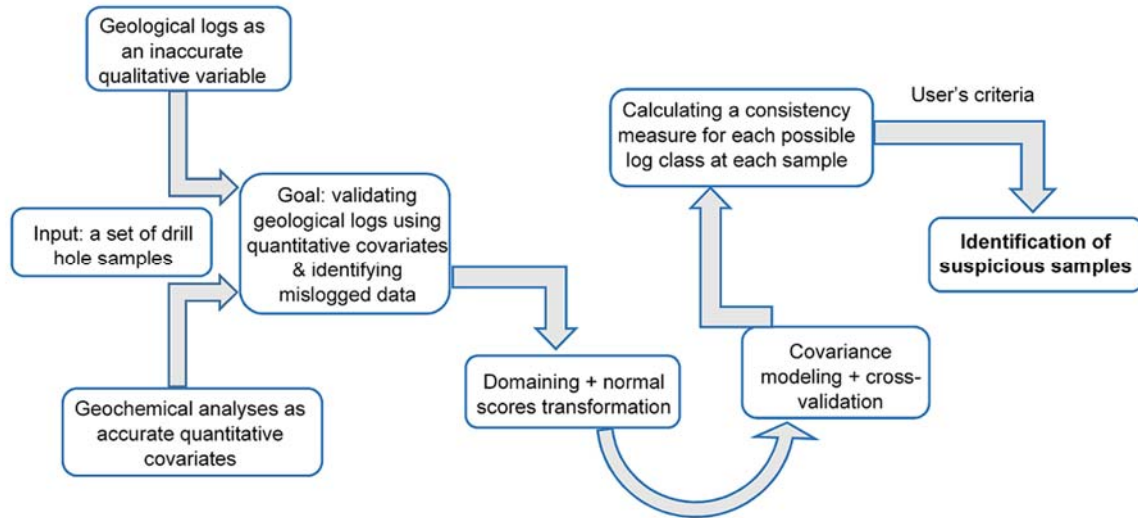 Geological logs as
an inaccurate
qualitative variable
Input: a set of drill
hole samples
Geochemical analyses as
accurate quantitative
covariates
Goal: validating
geological logs using
quantitative covariates
& identifying
mislogged data
Domaining + normal
scores transformation
Covariance
modeling + cross-
validation
Calculating a consistency
measure for each possible
log class at each sample
User's criteria
Identification of
suspicious samples